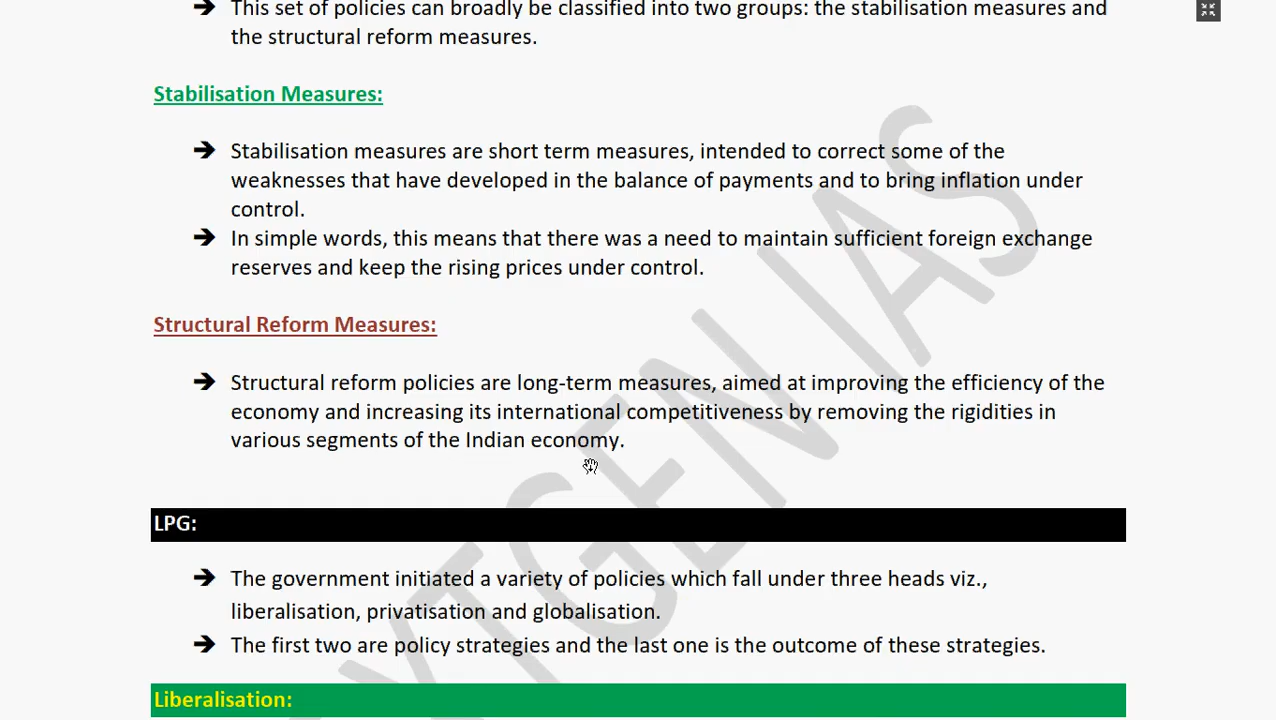 ➔ This set of policies can broadly be classified into two groups: the stabilisation measures and
the structural reform measures.
Stabilisation Measures:
➔ Stabilisation measures are short term measures, intended to correct some of the
weaknesses that have developed in the balance of payments and to bring inflation under
control.
➔ In simple words, this means that there was a need to maintain sufficient foreign exchange
reserves and keep the rising prices under control.
Structural Reform Measures:
➔ Structural reform policies are long-term measures, aimed at improving the efficiency of the
economy and increasing its international competitiveness by removing the rigidities in
various segments of the Indian economy.
LPG:
➔ The government initiated a variety of policies which fall under three heads viz.,
liberalisation, privatisation and globalisation.
➔ The first two are policy strategies and the last one is the outcome of these strategies.
Liberalisation:
XTGEN IAS